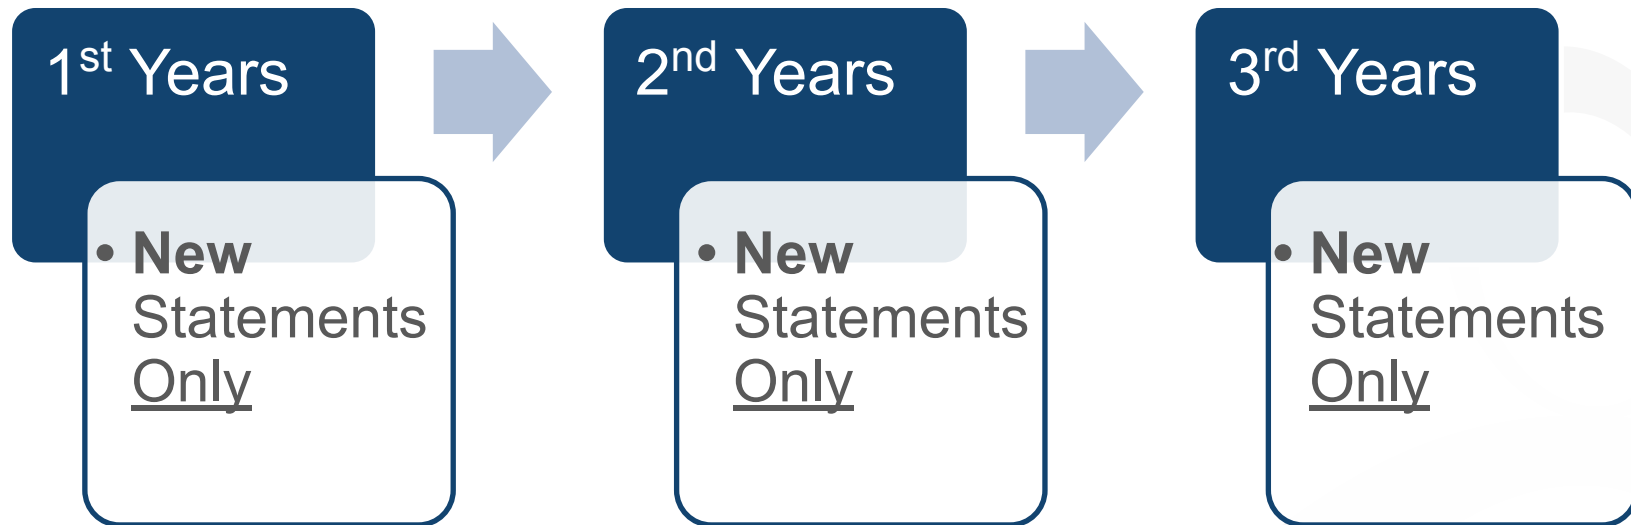 1st Years
• New
Statements
Only
2nd Years
• New
Statements
Only
3rd Years
• New
Statements
Only